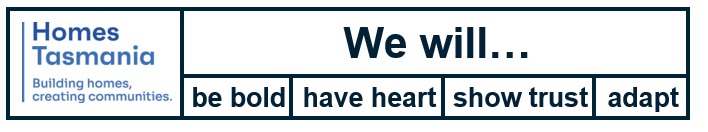 Homes
Tasmania
Building homes,
creating communities.
We will...
be bold
have heart
show trust
adapt